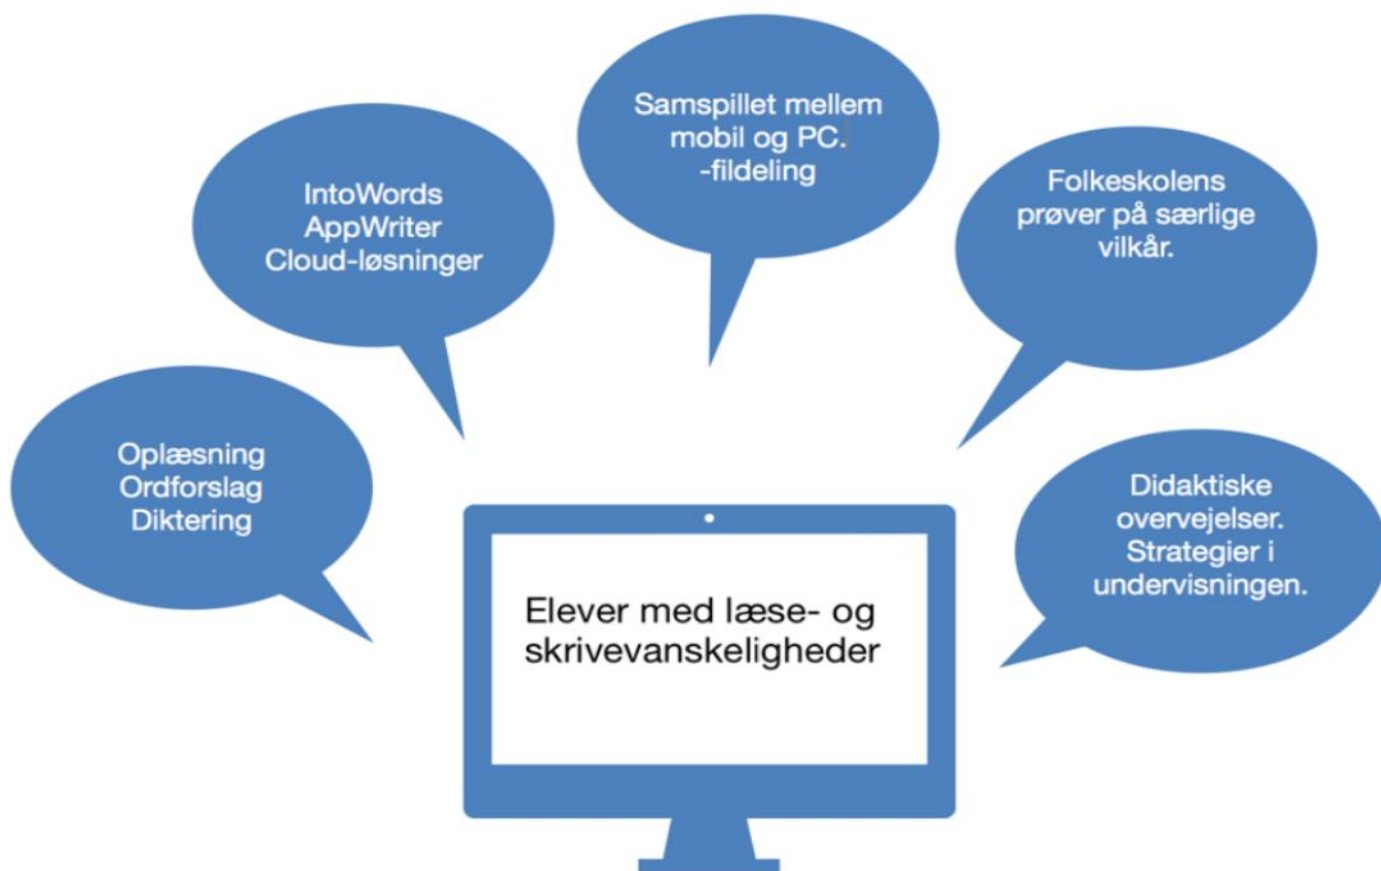 Samspillet mellem
mobil og PC.
-fildeling
IntoWords
AppWriter
Cloud-løsninger
Folkeskolens
prøver på særlige
vilkår.
Oplæsning
Ordforslag
Diktering
Didaktiske
overvejelser.
Strategier i
undervisningen.
Elever med læse- og
skrivevanskeligheder